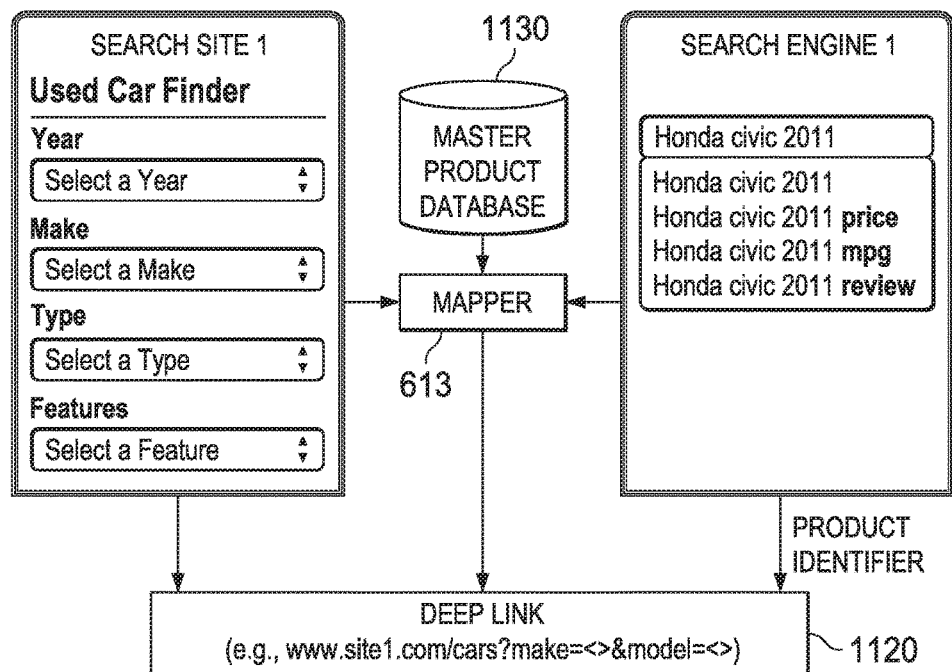 SEARCH SITE 1
Used Car Finder
Year
Select a Year
Make
Select a Make
Type
Select a Type
Features
Select a Feature
1130
MASTER
PRODUCT
DATABASE
MAPPER
613
SEARCH ENGINE 1
Honda civic 2011
Honda civic 2011
Honda civic 2011 price
Honda civic 2011 mpg
Honda civic 2011 review
PRODUCT
IDENTIFIER
DEEP LINK
(e.g., www.site1.com/cars?make=<>&model=<>)
1120